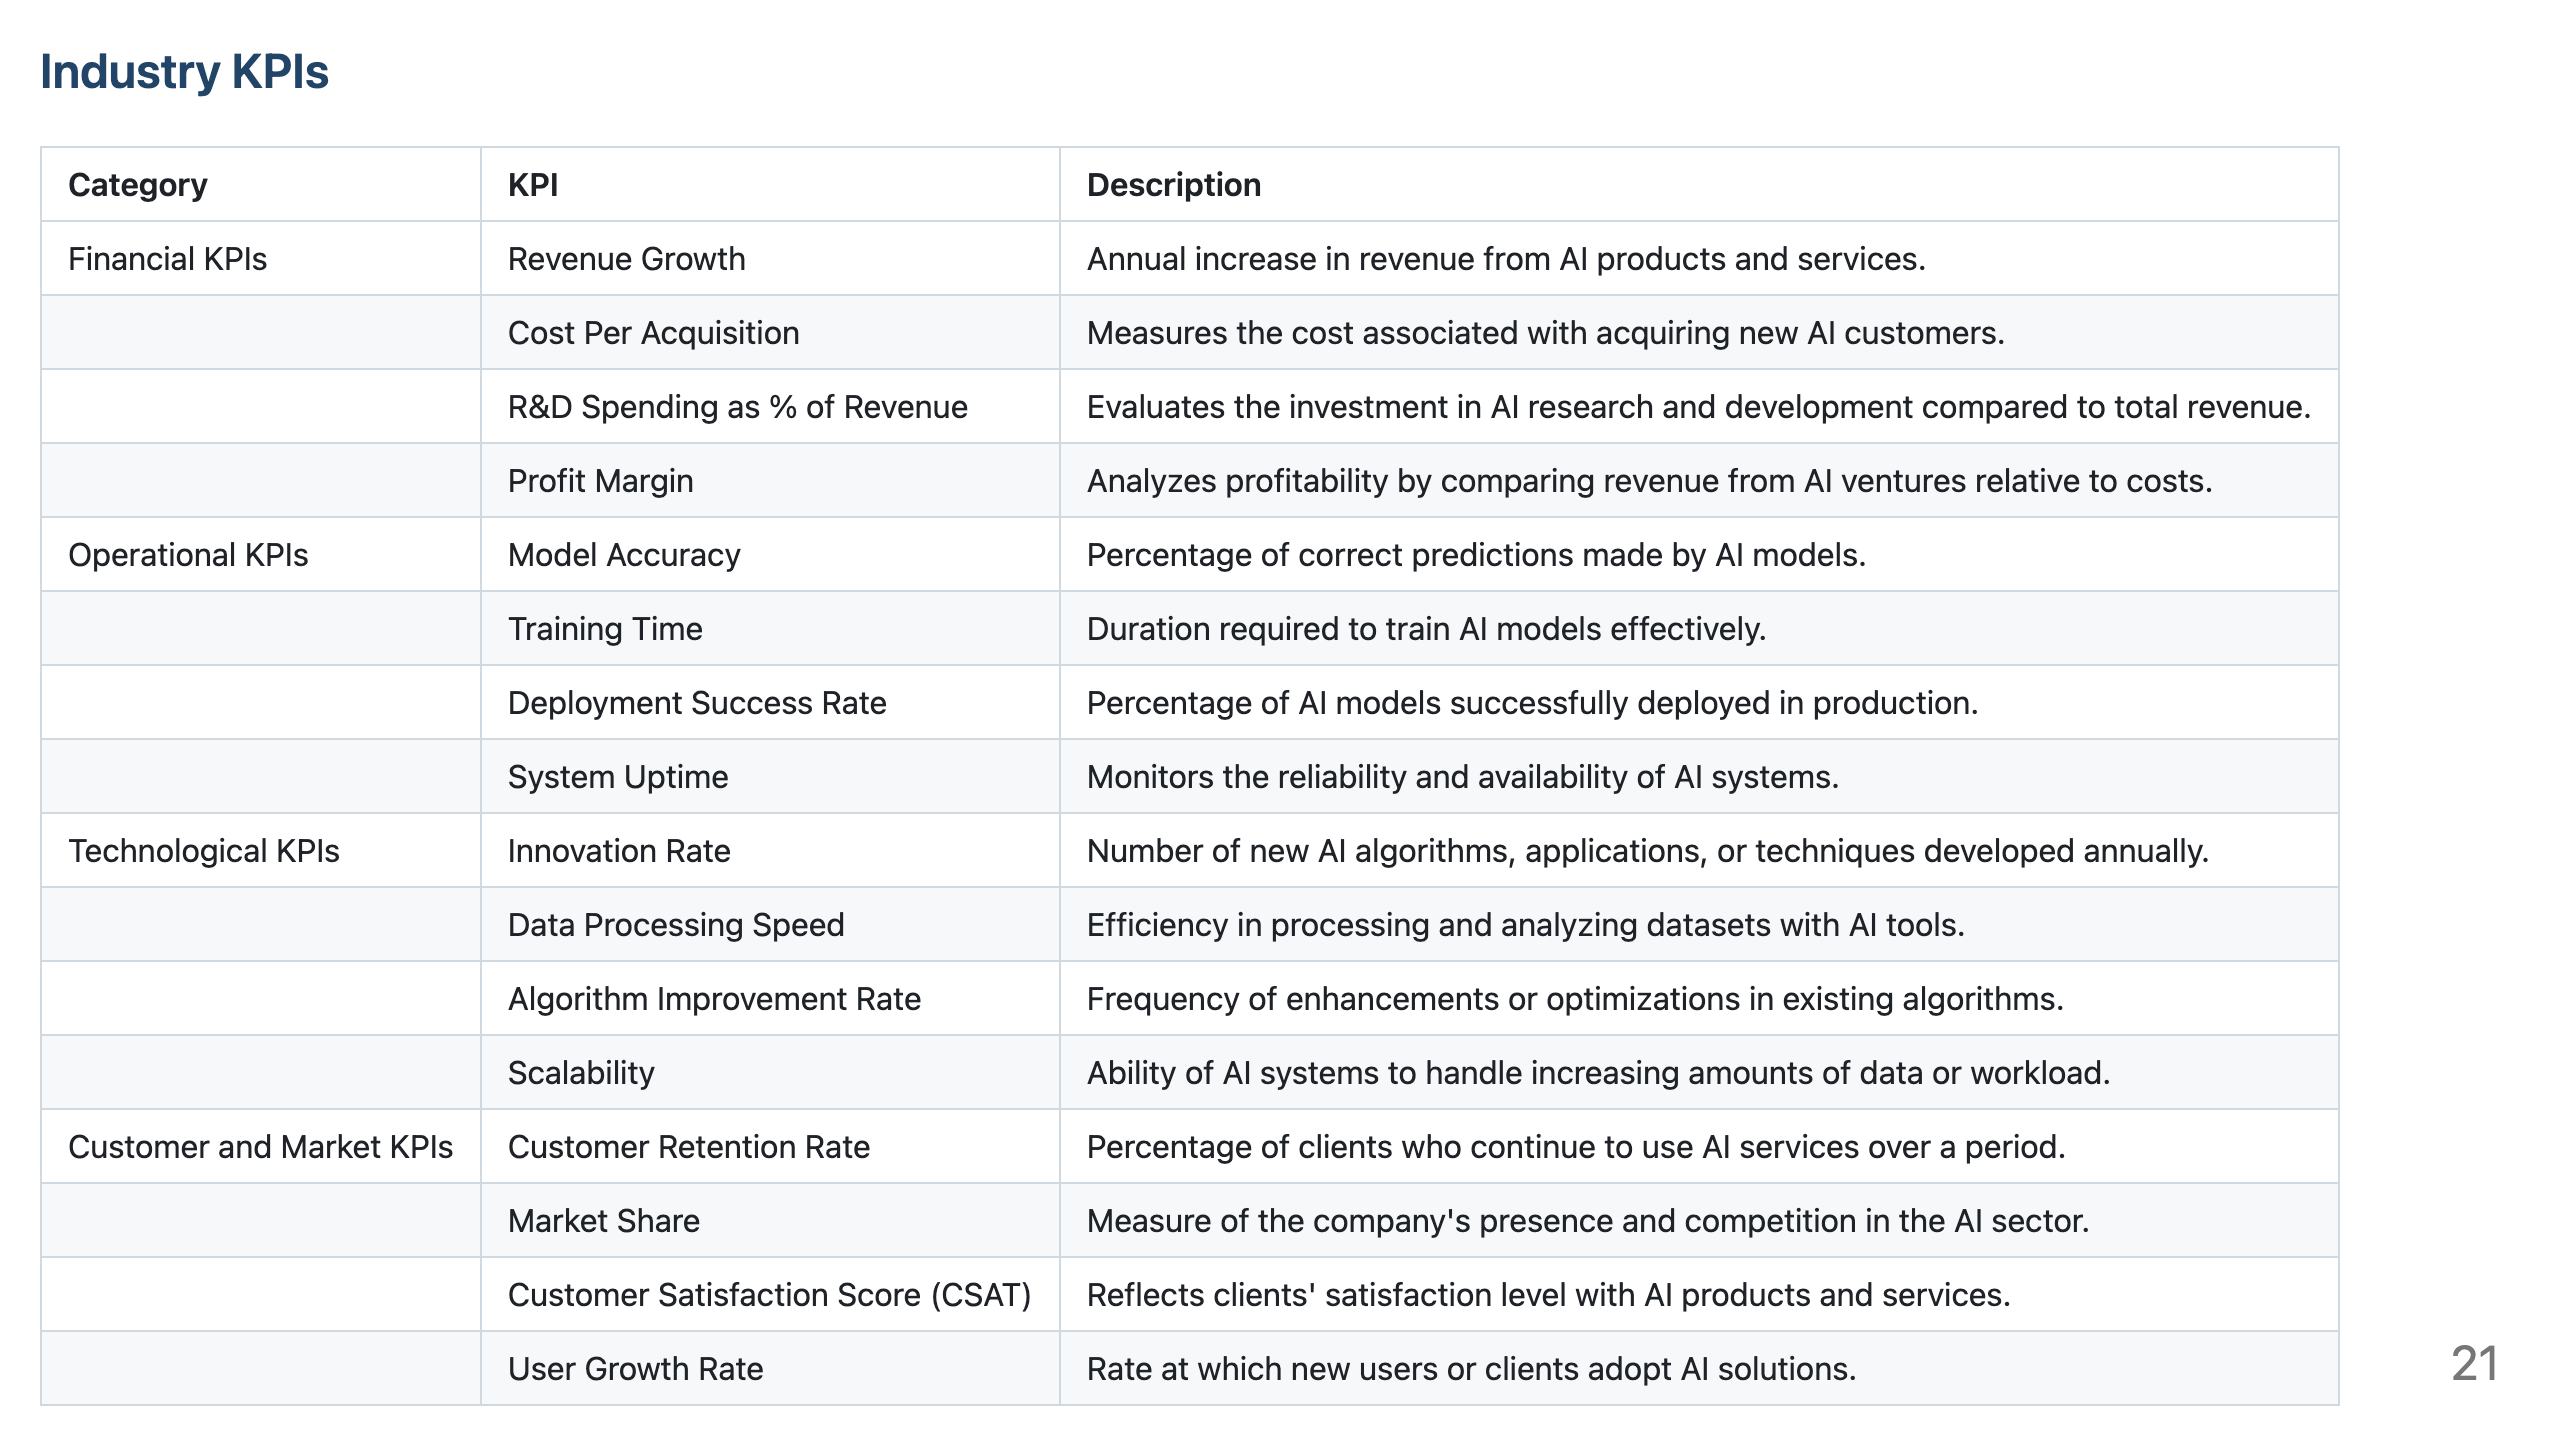 Industry KPIs
Category KPI Description
Financial KPIs Revenue Growth Annual increase in revenue from AI products and services.
Cost Per Acquisition Measures the cost associated with acquiring new AI customers.
R&D Spending as % of Revenue Evaluates the investment in AI research and development compared to total revenue.
Profit Margin Analyzes profitability by comparing revenue from AI ventures relative to costs.
Operational KPIs Model Accuracy Percentage of correct predictions made by AI models.
Training Time Duration required to train AI models effectively.
Deployment Success Rate Percentage of AI models successfully deployed in production.
System Uptime Monitors the reliability and availability of AI systems.
Technological KPIs Innovation Rate Number of new AI algorithms, applications, or techniques developed annually.
Data Processing Speed Efficiency in processing and analyzing datasets with AI tools.
Algorithm Improvement Rate Frequency of enhancements or optimizations in existing algorithms.
Scalability Ability of AI systems to handle increasing amounts of data or workload.
Customer and Market KPIs Customer Retention Rate Percentage of clients who continue to use AI services over a period.
Market Share Measure of the company's presence and competition in the AI sector.
Customer Satisfaction Score (CSAT) Reflects clients' satisfaction level with AI products and services.
User Growth Rate Rate at which new users or clients adopt AI solutions.
21